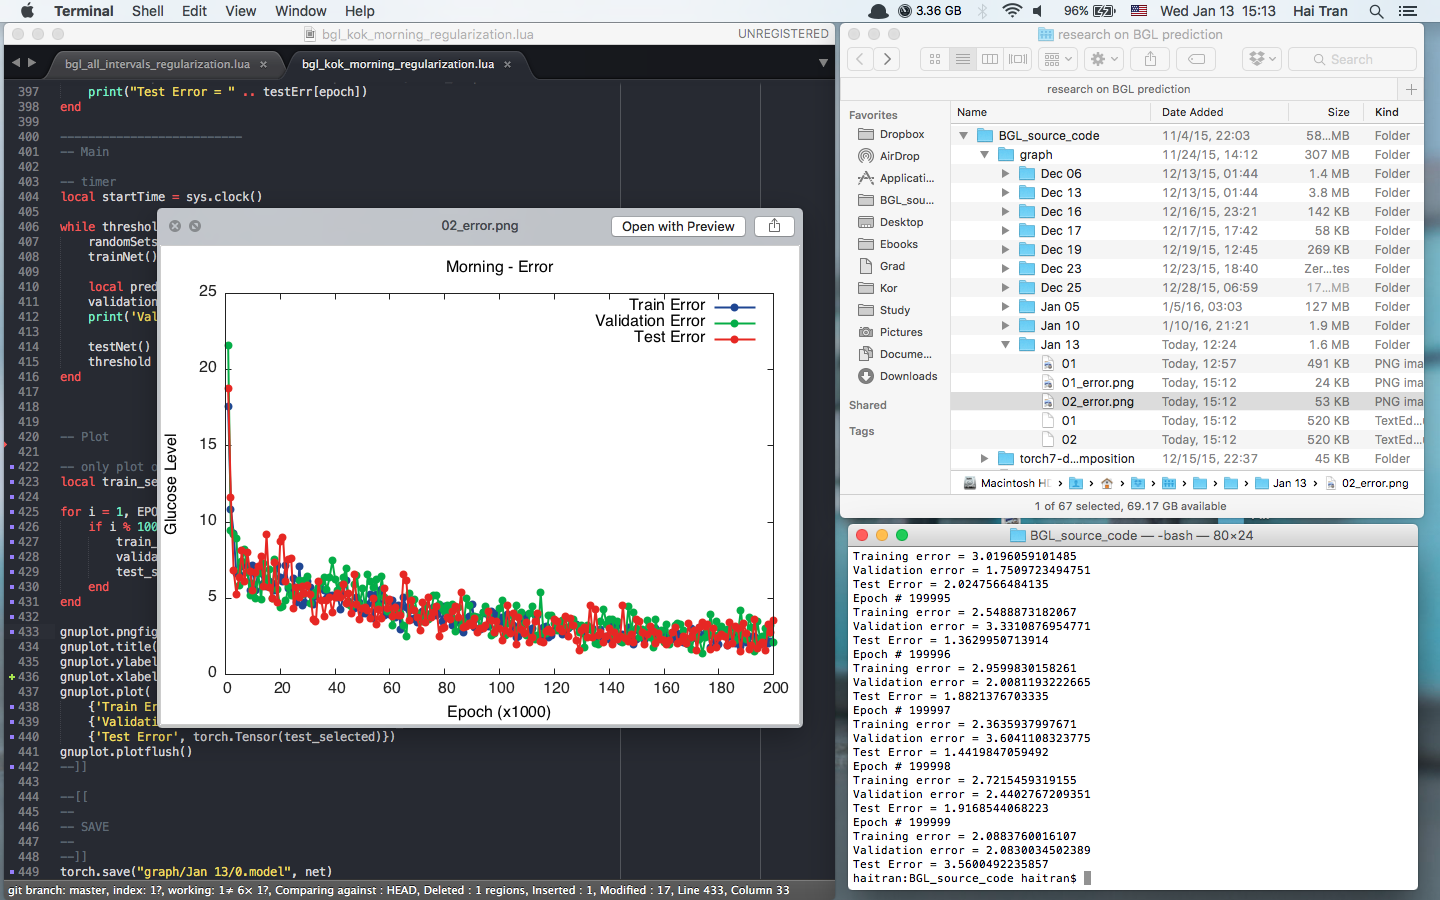 Terminal Shell Edit View Window Help 3.36 GB 96% Wed Jan 13 15:13 Hai Tran
bgl_kok_morning_regularization.lua UNREGISTERED
bgl_all_intervals_regularization.lua × bgl_kok_morning_regularization.lua ×
397 print("Test Error = " .. testErr[epoch])
398 end
399
400 --------------------------
401 -- Main
402
403 -- timer
404 local startTime = sys.clock()
405
406 while threshol
407 randomSets
408 trainNet()
409
410 local pred
411 validation
412 print('Val
413
414 testNet()
415 threshold
416 end
417
418
419
420 -- Plot
421
422 -- only plot o
423 local train_se
424
425 for i = 1, EPO
426 if i % 100
427 train_
428 valida
429 test_s
430 end
431 end
432
433 gnuplot.pngfig
434 gnuplot.title(
435 gnuplot.ylabel
436 gnuplot.xlabel
437 gnuplot.plot(
438 {'Train Er
439 {'Validati
440 {'Test Error', torch.Tensor(test_selected)})
441 gnuplot.plotflush()
442 --]]
443
444 --[[
445 --
446 -- SAVE
447 --
448 --]]
449 torch.save("graph/Jan 13/0.model", net)
git branch: master, index: 1?, working: 1≠ 6× 1?, Comparing against : HEAD, Deleted : 1 regions, Inserted : 1, Modified : 17, Line 433, Column 33
02_error.png Open with Preview
Morning - Error
Train Error
Validation Error
Test Error
Glucose Level
25
20
15
10
5
0
0 20 40 60 80 100 120 140 160 180 200
Epoch (x1000)
research on BGL prediction
Search
research on BGL prediction
Favorites
Dropbox
AirDrop
Applicati...
BGL_sou...
Desktop
Ebooks
Grad
Kor
Study
Pictures
Docume...
Downloads
Shared
Tags
Name Date Added Size Kind
BGL_source_code 11/4/15, 22:03 58...MB Folder
graph 11/24/15, 14:12 307 MB Folder
Dec 06 12/13/15, 01:44 1.4 MB Folder
Dec 13 12/13/15, 01:44 3.8 MB Folder
Dec 16 12/16/15, 23:21 142 KB Folder
Dec 17 12/17/15, 17:42 58 KB Folder
Dec 19 12/19/15, 12:45 269 KB Folder
Dec 23 12/23/15, 18:40 Zer...tes Folder
Dec 25 12/28/15, 06:59 17...MB Folder
Jan 05 1/5/16, 03:03 127 MB Folder
Jan 10 1/10/16, 21:21 1.9 MB Folder
Jan 13 Today, 12:24 1.6 MB Folder
01 Today, 12:57 491 KB PNG ima
01_error.png Today, 15:12 24 KB PNG ima
02_error.png Today, 15:12 53 KB PNG ima
01 Today, 15:12 520 KB TextEd...
02 Today, 15:12 520 KB TextEd...
torch7-d...mposition 12/15/15, 22:37 45 KB Folder
Macintosh HD › › › › › › › Jan 13 › 02_error.png
1 of 67 selected, 69.17 GB available
BGL_source_code — -bash — 80×24
Training error = 3.0196059101485
Validation error = 1.7509723494751
Test Error = 2.0247566484135
Epoch # 199995
Training error = 2.5488873182067
Validation error = 3.3310876954771
Test Error = 1.3629950713914
Epoch # 199996
Training error = 2.9599830158261
Validation error = 2.0081193222665
Test Error = 1.8821376703335
Epoch # 199997
Training error = 2.3635937997671
Validation error = 3.6041108323775
Test Error = 1.4419847059492
Epoch # 199998
Training error = 2.7215459319155
Validation error = 2.4402767209351
Test Error = 1.9168544068223
Epoch # 199999
Training error = 2.0883760016107
Validation error = 2.0830034502389
Test Error = 3.5600492235857
haitran:BGL_source_code haitran$